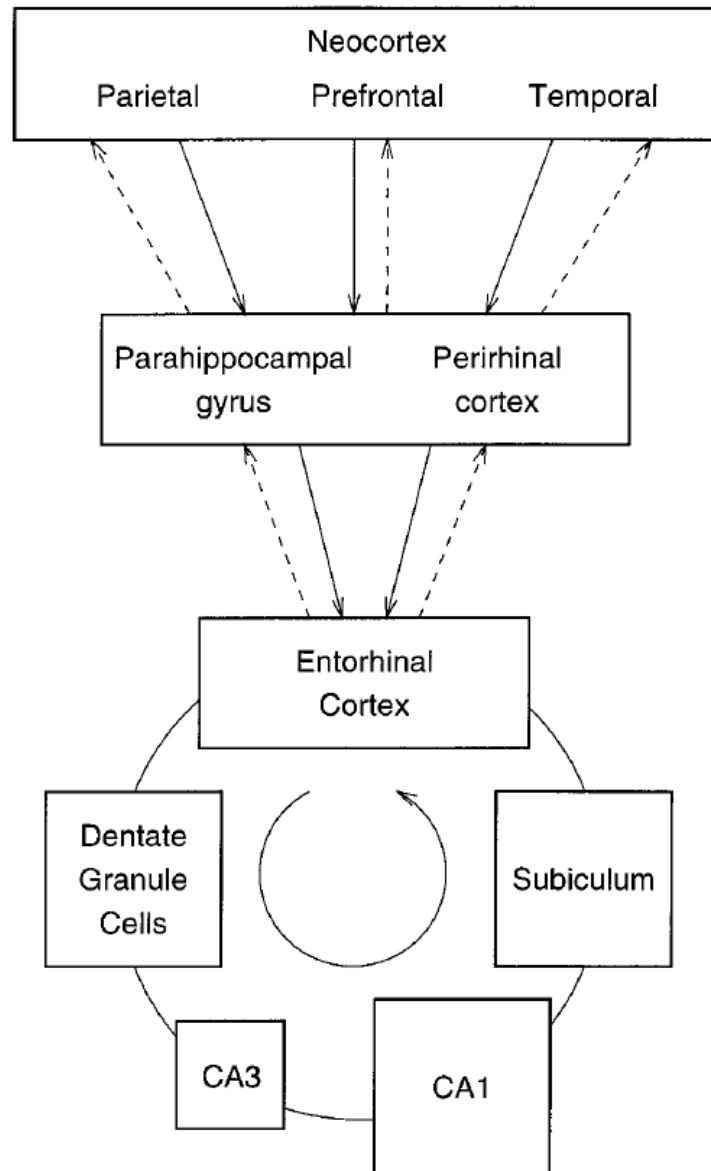 Neocortex
Parietal Prefrontal Temporal
Parahippocampal gyrus
Perirhinal cortex
Entorhinal
Cortex
Dentate
Granule
Cells
Subiculum
CA3
CA1